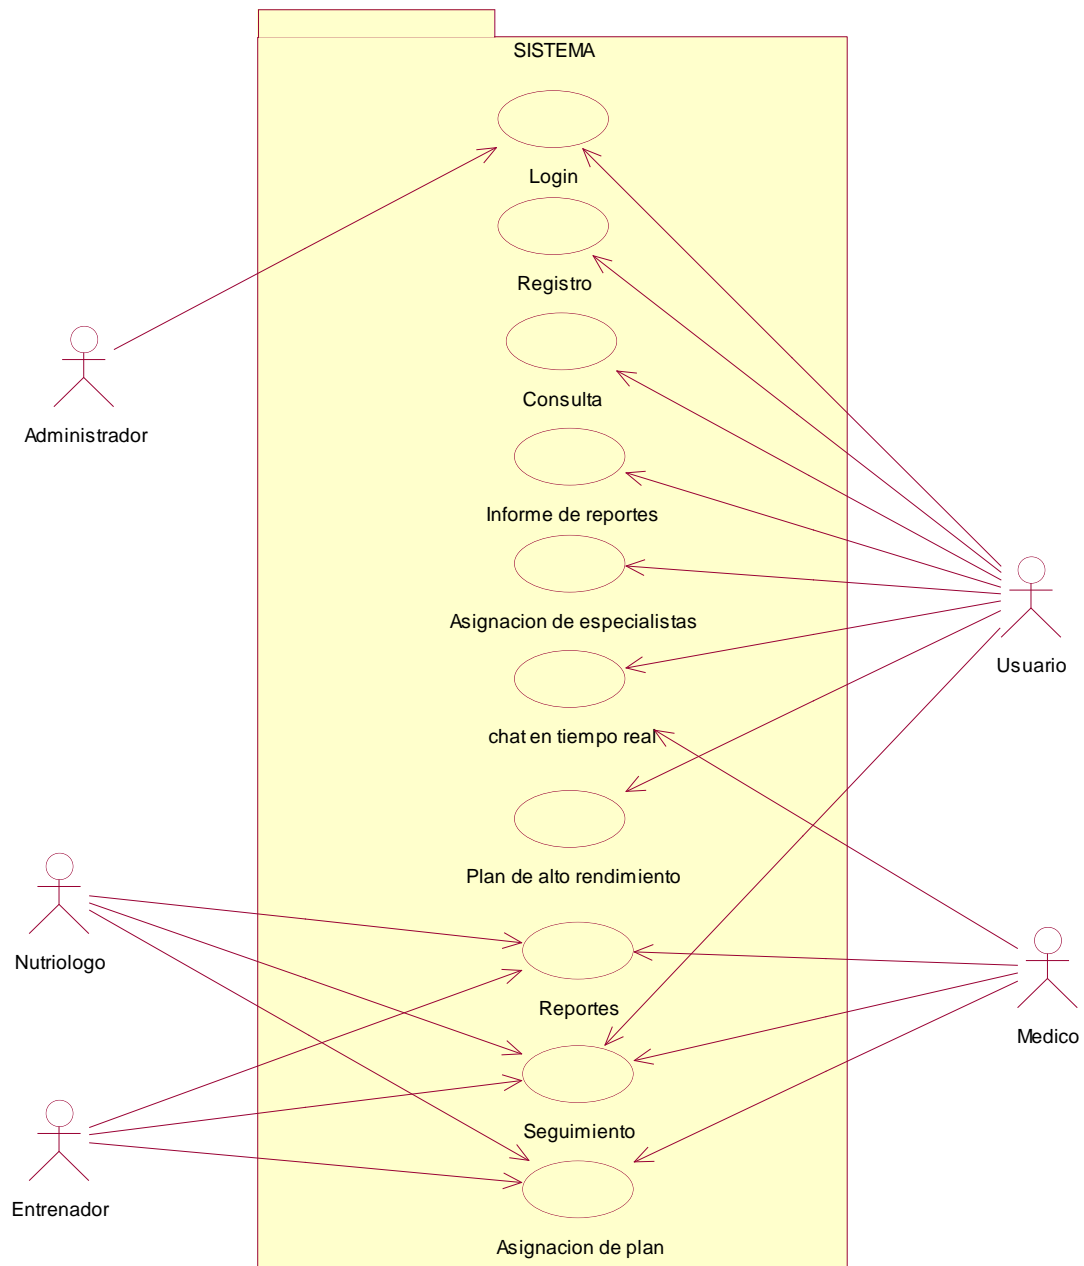 SISTEMA
Login
Registro
Consulta
Administrador
Informe de reportes
Asignacion de especialistas
Usuario
chat en tiempo real
Plan de alto rendimiento
Nutriologo
Reportes
Medico
Seguimiento
Entrenador
Asignacion de plan